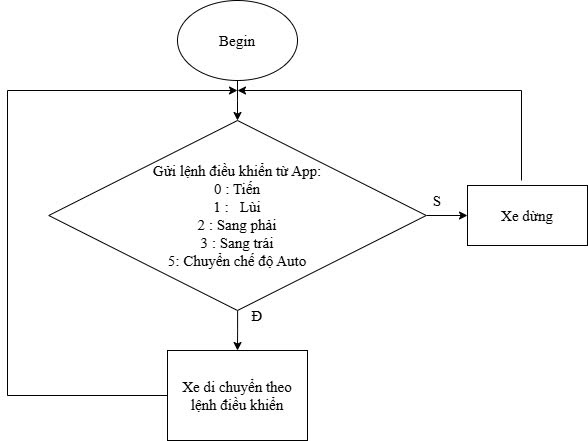 Begin
Gửi lệnh điều khiển từ App:
0 : Tiến
1 : Lùi
2 : Sang phải
3 : Sang trái
5: Chuyển chế độ Auto
S
Xe dừng
Đ
Xe di chuyển theo
lệnh điều khiển